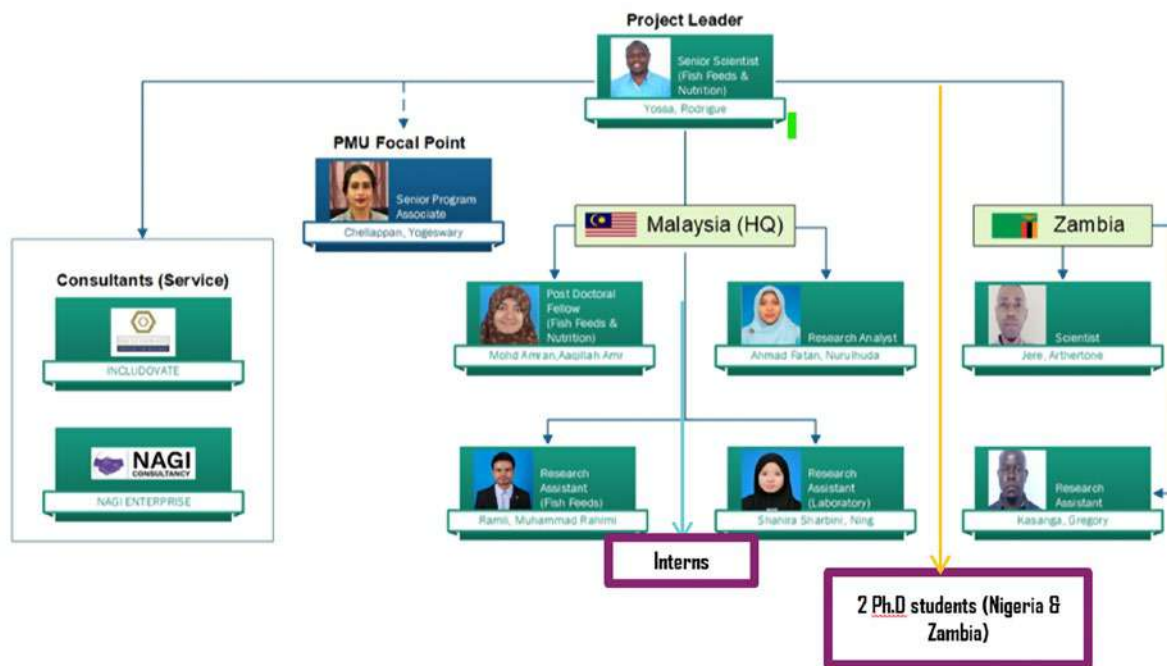 Project Leader
Senior Scientist
(Fish Feeds &
Nutrition)
Yossa, Rodrigue
PMU Focal Point
Senior Program
Associate
Chellappan, Yogeswary
Malaysia (HQ)
Zambia
Consultants (Service)
INCLUDOVATE
NAGI
CONSULTANCY
NAGI ENTERPRISE
Post Doctoral
Fellow
(Fish Feeds &
Nutrition)
Mohd Amran,Aaqillah Amr
Research Analyst
Ahmad Fatan, Nurulhuda
Scientist
Jere, Arthertone
Research
Assistant
(Fish Feeds)
Ramli, Muhammad Rahimi
Research
Assistant
(Laboratory)
Shahira Sharbini, Ning
Research
Assistant
Kasanga, Gregory
Interns
2 Ph.D students (Nigeria &
Zambia)